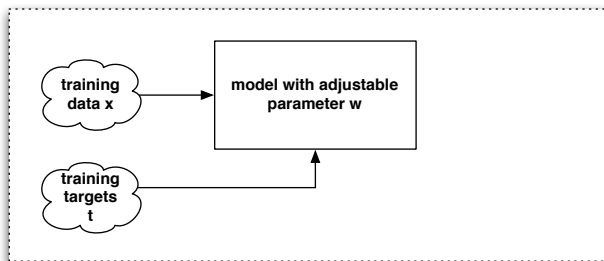 training
data x
model with adjustable
parameter w
training
targets
t